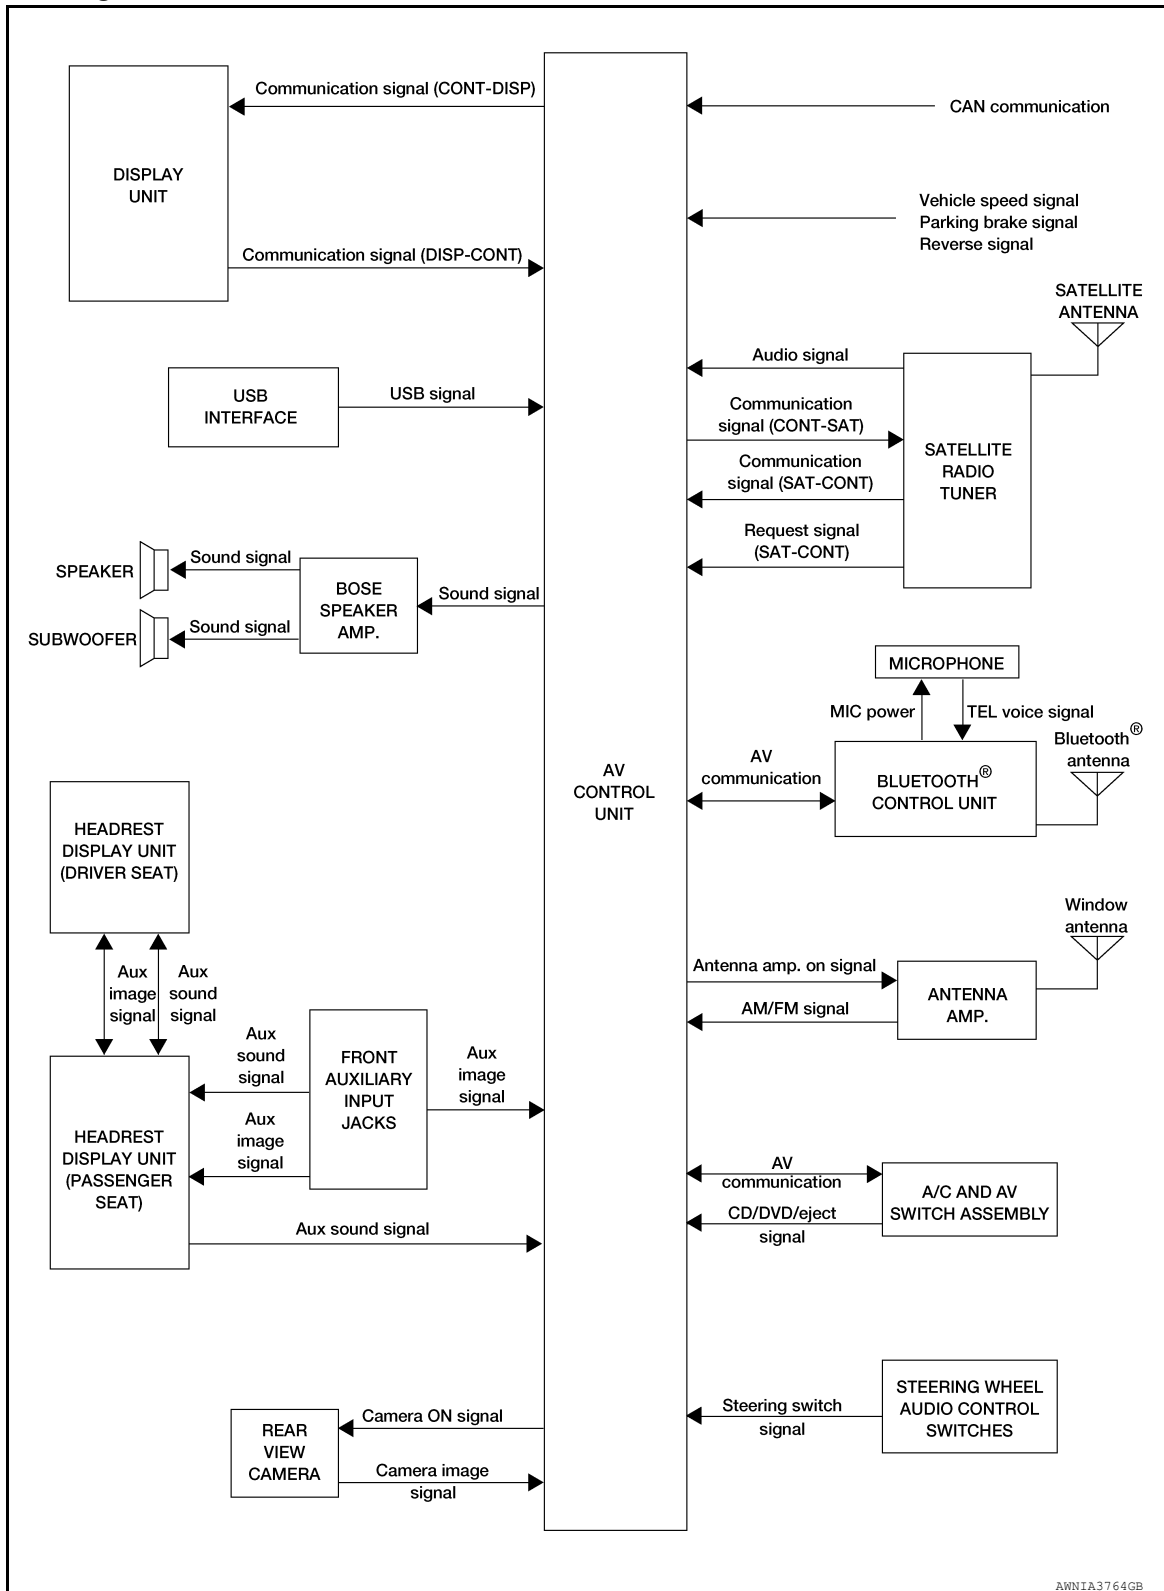 Communication signal (CONT-DISP)
CAN communication
DISPLAY
UNIT
Vehicle speed signal
Parking brake signal
Reverse signal
Communication signal (DISP-CONT)
SATELLITE
ANTENNA
Audio signal
USB
INTERFACE
USB signal
Communication
signal (CONT-SAT)
SATELLITE
RADIO
TUNER
Communication
signal (SAT-CONT)
Request signal
(SAT-CONT)
SPEAKER
Sound signal
BOSE
SPEAKER
AMP.
Sound signal
SUBWOOFER
Sound signal
MICROPHONE
MIC power
TEL voice signal
Bluetooth®
antenna
AV
CONTROL
UNIT
AV
communication
BLUETOOTH®
CONTROL UNIT
HEADREST
DISPLAY UNIT
(DRIVER SEAT)
Window
antenna
Aux
image
signal
Aux
sound
signal
Antenna amp. on signal
ANTENNA
AMP.
AM/FM signal
Aux
sound
signal
FRONT
AUXILIARY
INPUT
JACKS
Aux
image
signal
Aux
image
signal
HEADREST
DISPLAY UNIT
(PASSENGER
SEAT)
AV
communication
A/C AND AV
SWITCH ASSEMBLY
CD/DVD/eject
signal
Aux sound signal
STEERING WHEEL
AUDIO CONTROL
SWITCHES
Steering switch
signal
REAR
VIEW
CAMERA
Camera ON signal
Camera image
signal
AWNIA3764GB